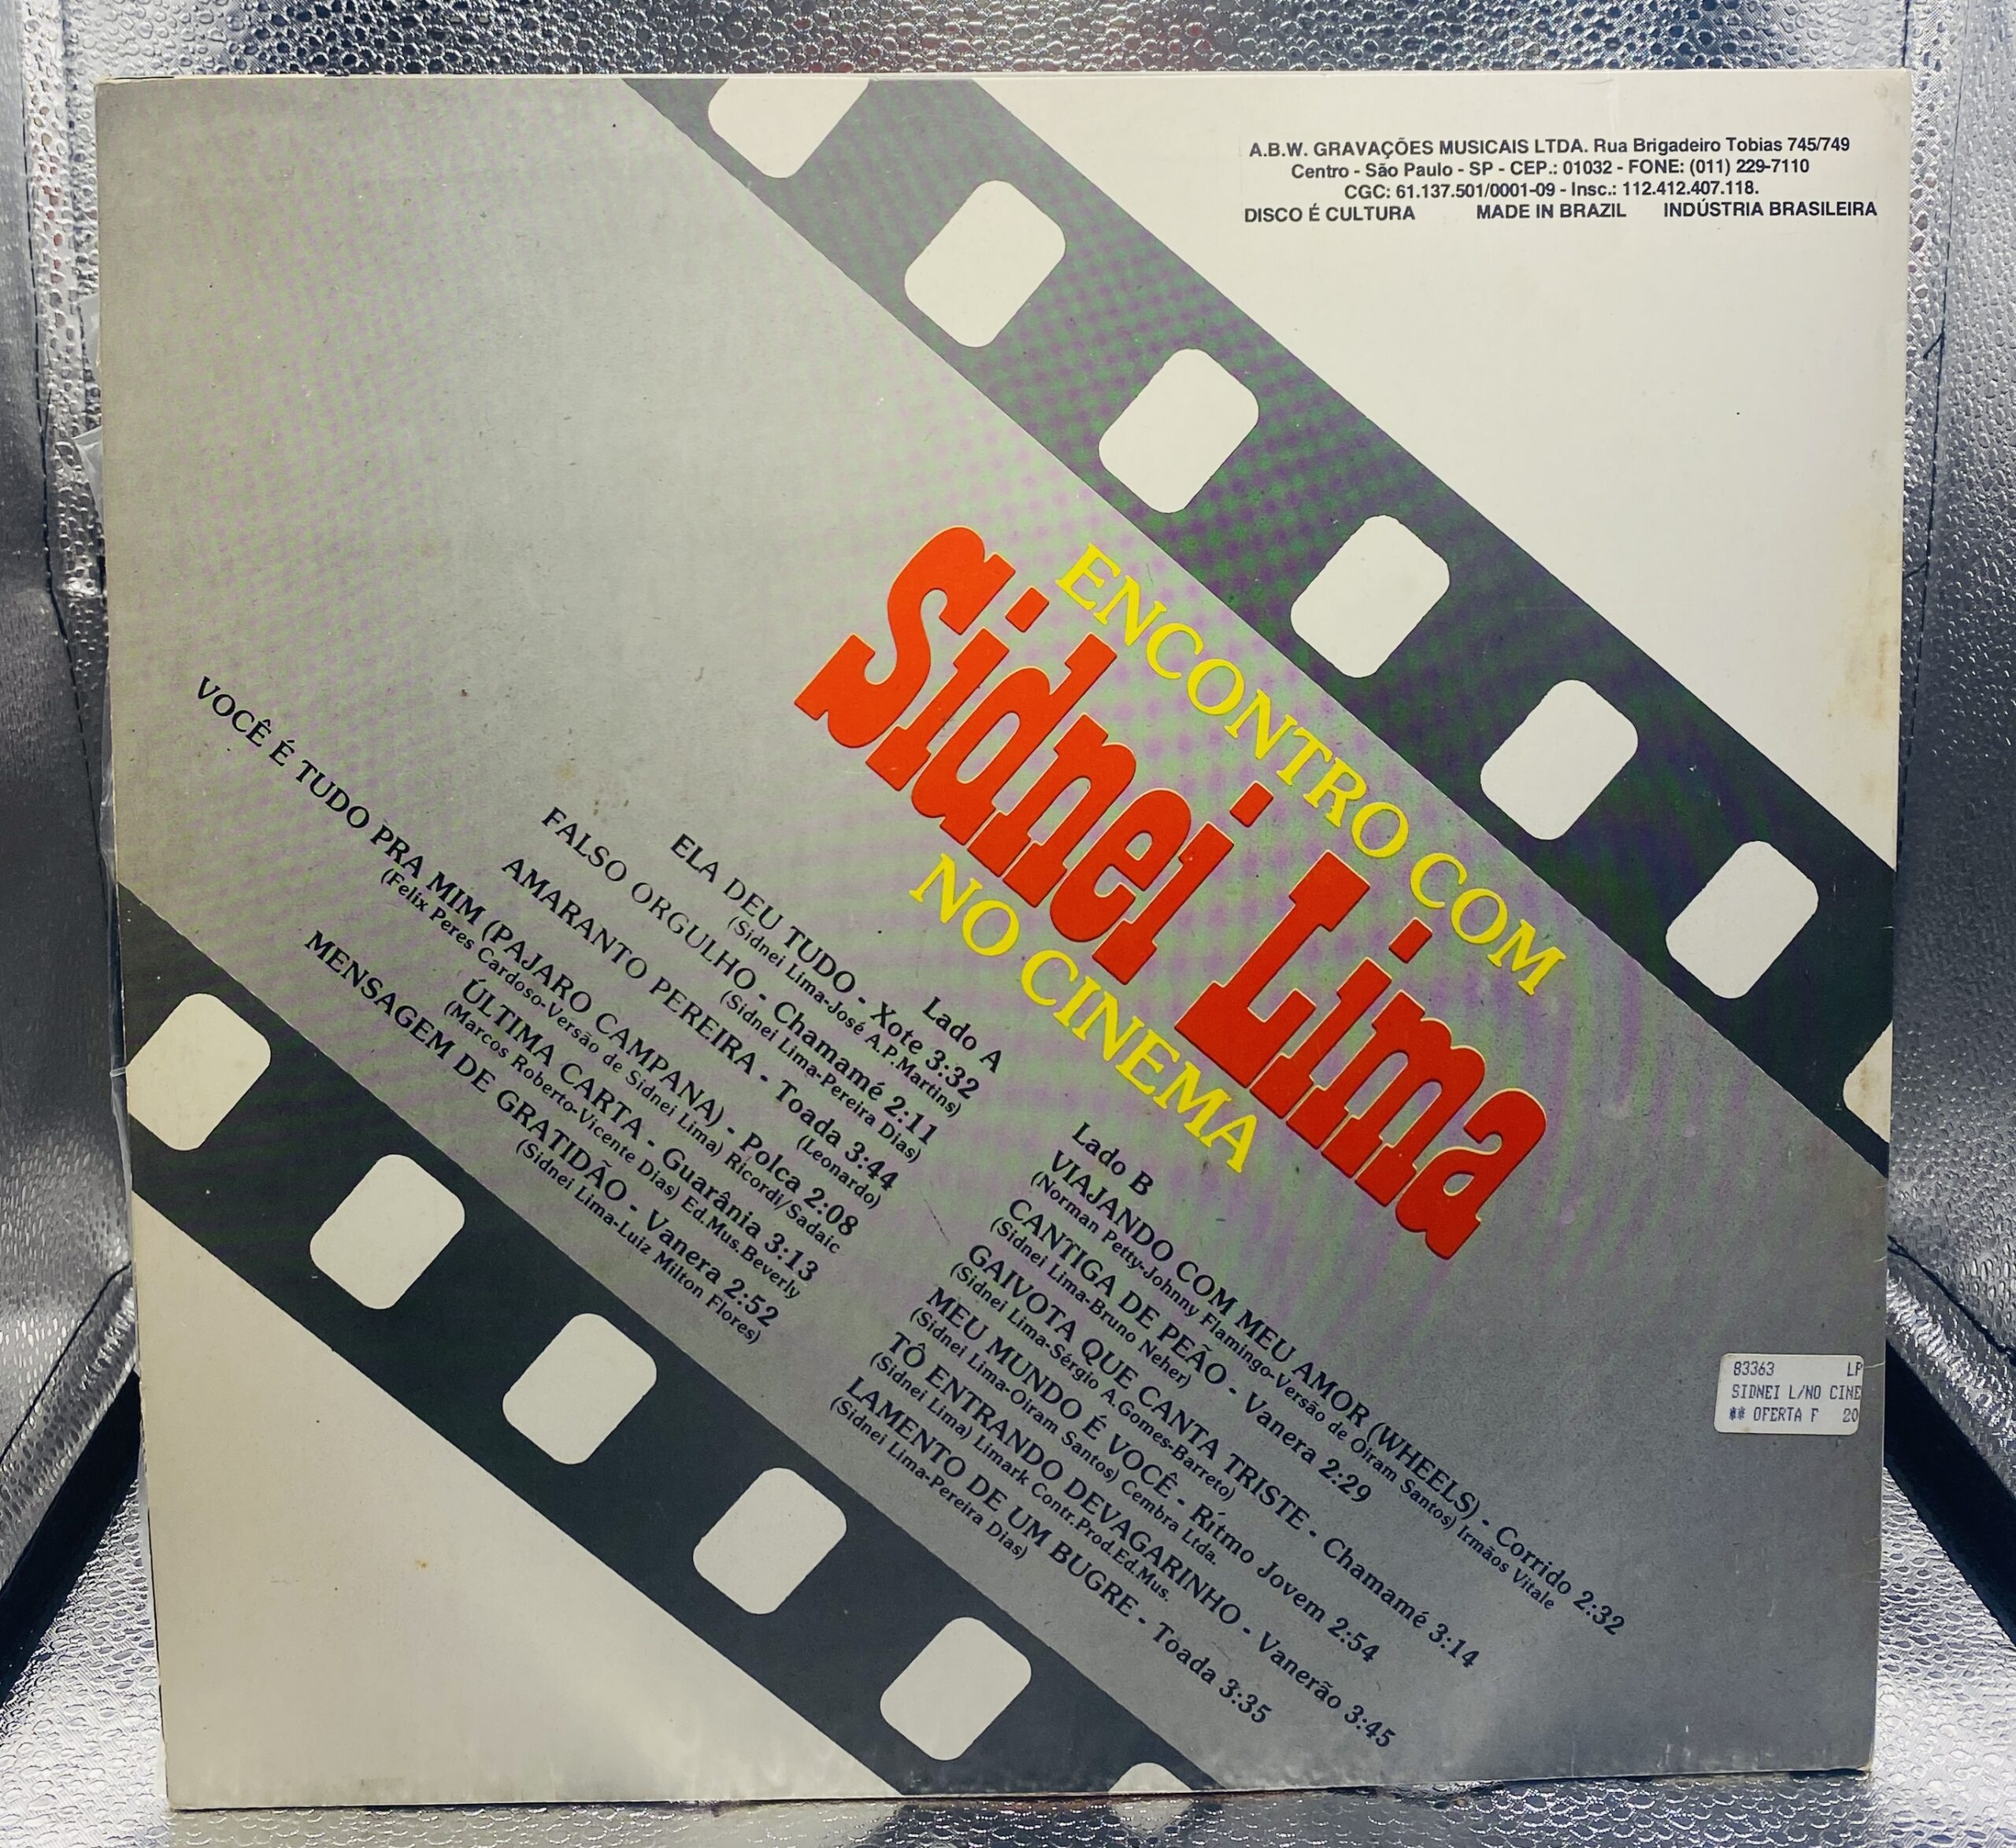 A.B.W. GRAVAÇÕES MUSICAIS LTDA. Rua Brigadeiro Tobias 745/749
Centro - São Paulo - SP - CEP.: 01032 - FONE: (011) 229-7110
CGC: 61.137.501/0001-09 - Insc.: 112.412.407.118.
DISCO É CULTURA MADE IN BRAZIL INDÚSTRIA BRASILEIRA
ENCONTRO COM
Sidnei Lima
NO CINEMA
Lado A
ELA DEU TUDO - Xote 3:32
(Sidnei Lima-José A.P.Martins)
FALSO ORGULHO - Chamamé 2:11
(Sidnei Lima-Pereira Dias)
AMARANTO PEREIRA - Toada 3:44
(Leonardo)
VOCÊ É TUDO PRA MIM (PAJARO CAMPANA) - Polca 2:08
(Felix Peres Cardoso-Versão de Sidnei Lima) Ricordi/Sadaic
ÚLTIMA CARTA - Guarânia 3:13
(Marcos Roberto-Vicente Dias) Ed.Mus.Beverly
MENSAGEM DE GRATIDÃO - Vanera 2:52
(Sidnei Lima-Luiz Milton Flores)
Lado B
VIAJANDO COM MEU AMOR (WHEELS) - Corrido 2:32
(Norman Petty-Johnny Flamingo-Versão de Oiram Santos) Irmãos Vitale
CANTIGA DE PEÃO - Vanera 2:29
(Sidnei Lima-Bruno Neher)
GAIVOTA QUE CANTA TRISTE - Chamamé 3:14
(Sidnei Lima-Sérgio A.Gomes-Barreto)
MEU MUNDO É VOCÊ - Rítmo Jovem 2:54
(Sidnei Lima-Oiram Santos) Cembra Ltda.
TÔ ENTRANDO DEVAGARINHO - Vanerão 3:45
(Sidnei Lima) Limark Contr.Prod.Ed.Mus.
LAMENTO DE UM BUGRE - Toada 3:35
(Sidnei Lima-Pereira Dias)
83363 LP
SIDNEI L/NO CINE
** OFERTA F 20